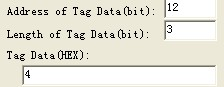 Address of Tag Data(bit): 12
Length of Tag Data(bit): 3
Tag Data(HEX):
4